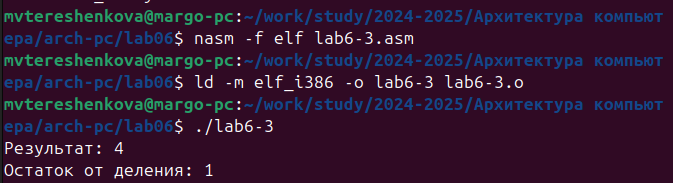 mvtereshenkova@margo-pc:~/work/study/2024-2025/Архитектура компьют
ера/arch-pc/lab06$ nasm -f elf lab6-3.asm
mvtereshenkova@margo-pc:~/work/study/2024-2025/Архитектура компьют
ера/arch-pc/lab06$ ld -m elf_i386 -o lab6-3 lab6-3.o
mvtereshenkova@margo-pc:~/work/study/2024-2025/Архитектура компьют
ера/arch-pc/lab06$ ./lab6-3
Результат: 4
Остаток от деления: 1